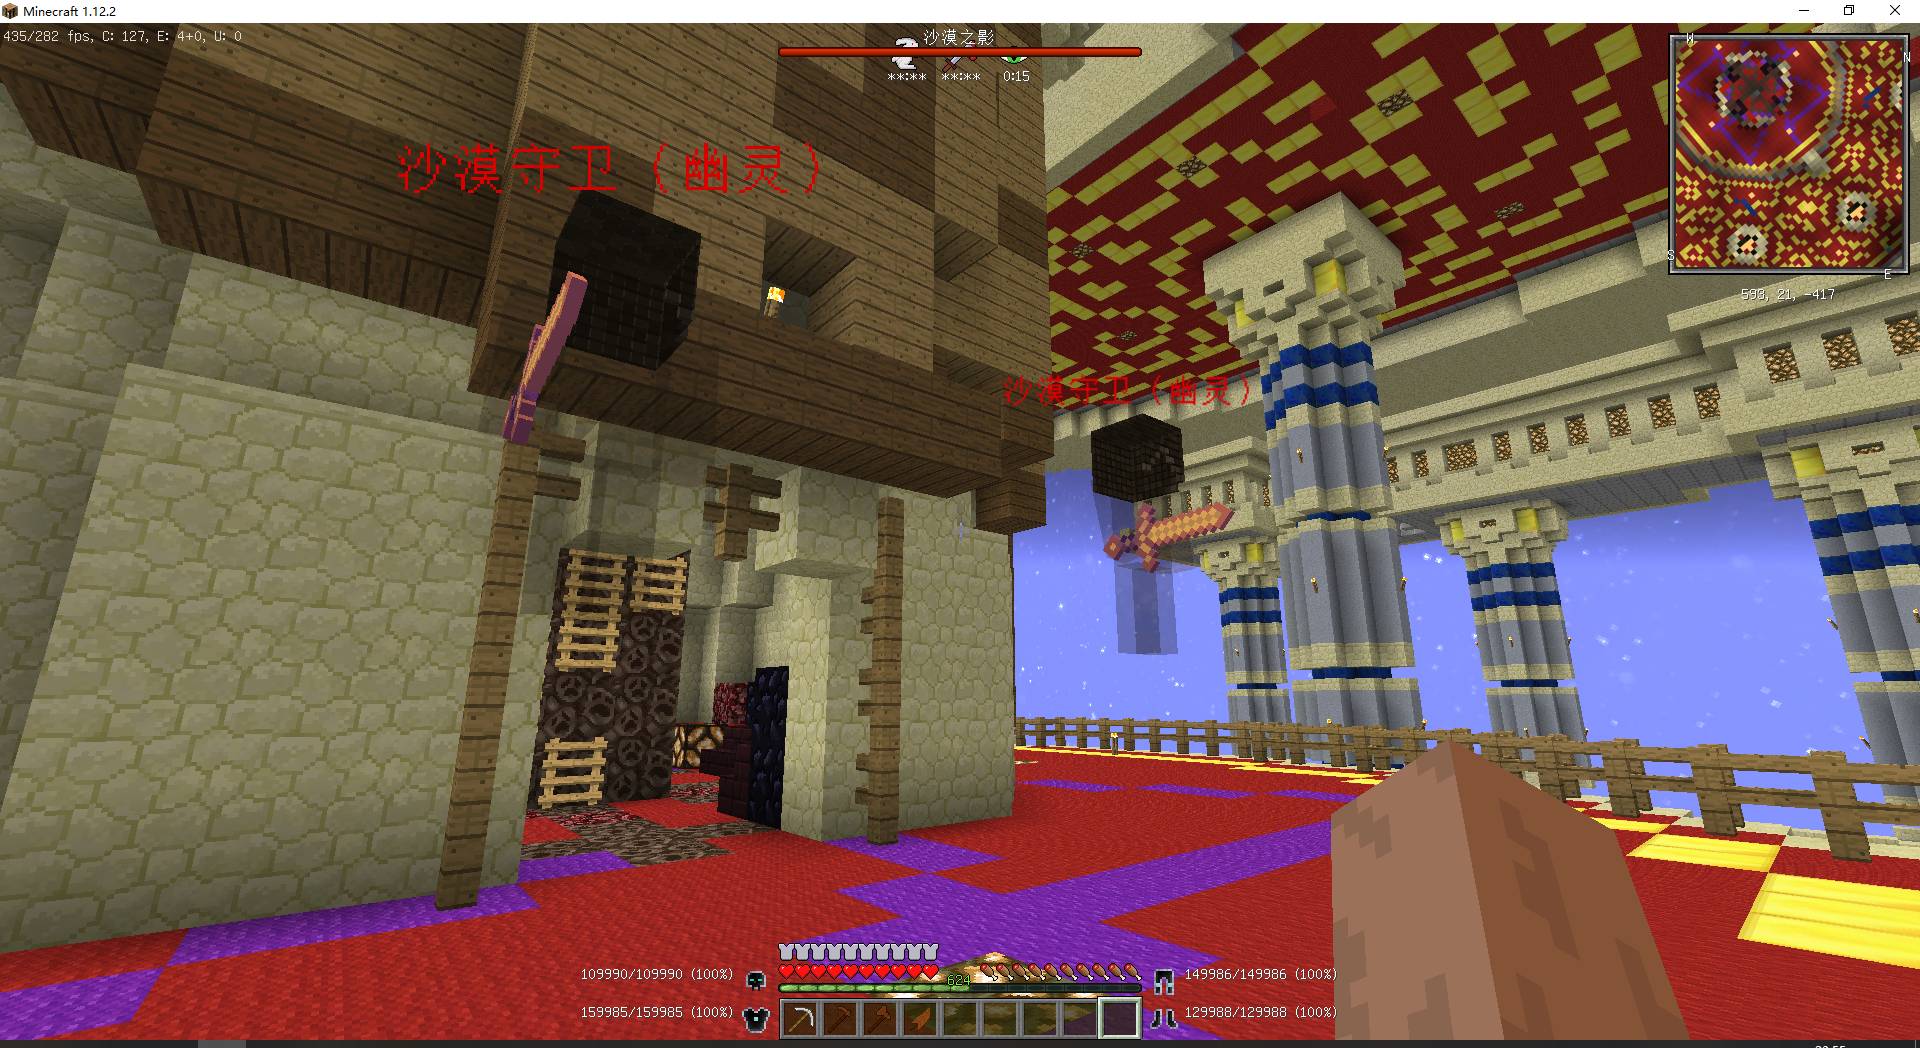 Minecraft 1.12.2
435/282 fps, C: 127, E: 4+0, U: 0
沙漠之影
**:** **:** 0:15
W
N
S
E
593, 21, -417
沙漠守卫（幽灵）
沙漠守卫（幽灵）
109990/109990 (100%)
149986/149986 (100%)
624
159985/159985 (100%)
129988/129988 (100%)